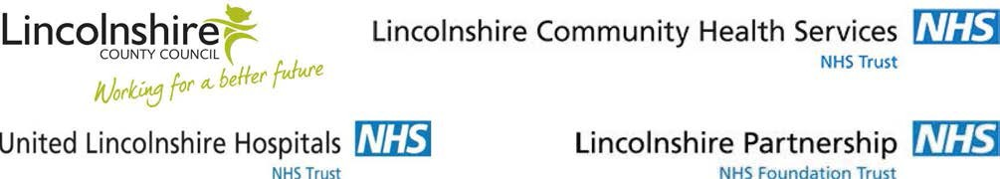 Lincolnshire
COUNTY COUNCIL
Working for a better future
Lincolnshire Community Health Services NHS
NHS Trust
United Lincolnshire Hospitals NHS
NHS Trust
Lincolnshire Partnership NHS
NHS Foundation Trust